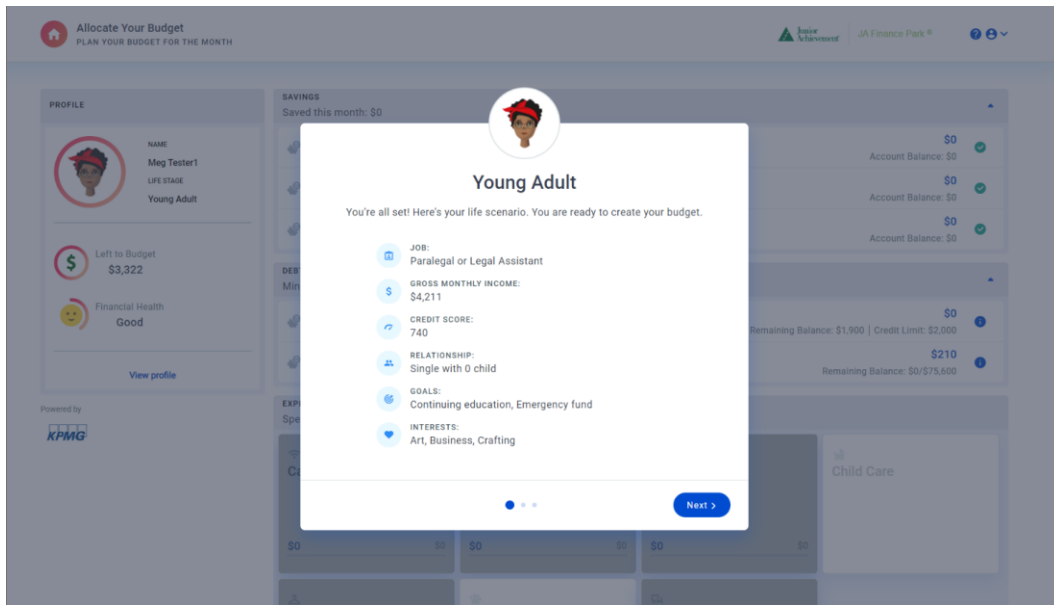 Allocate Your Budget
PLAN YOUR BUDGET FOR THE MONTH
Junior Achievement
JA Finance Park®
PROFILE
NAME
Meg Tester1
LIFE STAGE
Young Adult
Left to Budget
$3,322
Financial Health
Good
View profile
Powered by
KPMG
SAVINGS
Saved this month: $0
$0
Account Balance: $0
$0
Account Balance: $0
$0
Account Balance: $0
$0
Remaining Balance: $1,900 | Credit Limit: $2,000
$210
Remaining Balance: $0/$75,600
Child Care
$0 $0
$0 $0
$0 $0
Young Adult
You're all set! Here's your life scenario. You are ready to create your budget.
JOB:
Paralegal or Legal Assistant
GROSS MONTHLY INCOME:
$4,211
CREDIT SCORE:
740
RELATIONSHIP:
Single with 0 child
GOALS:
Continuing education, Emergency fund
INTERESTS:
Art, Business, Crafting
Next >